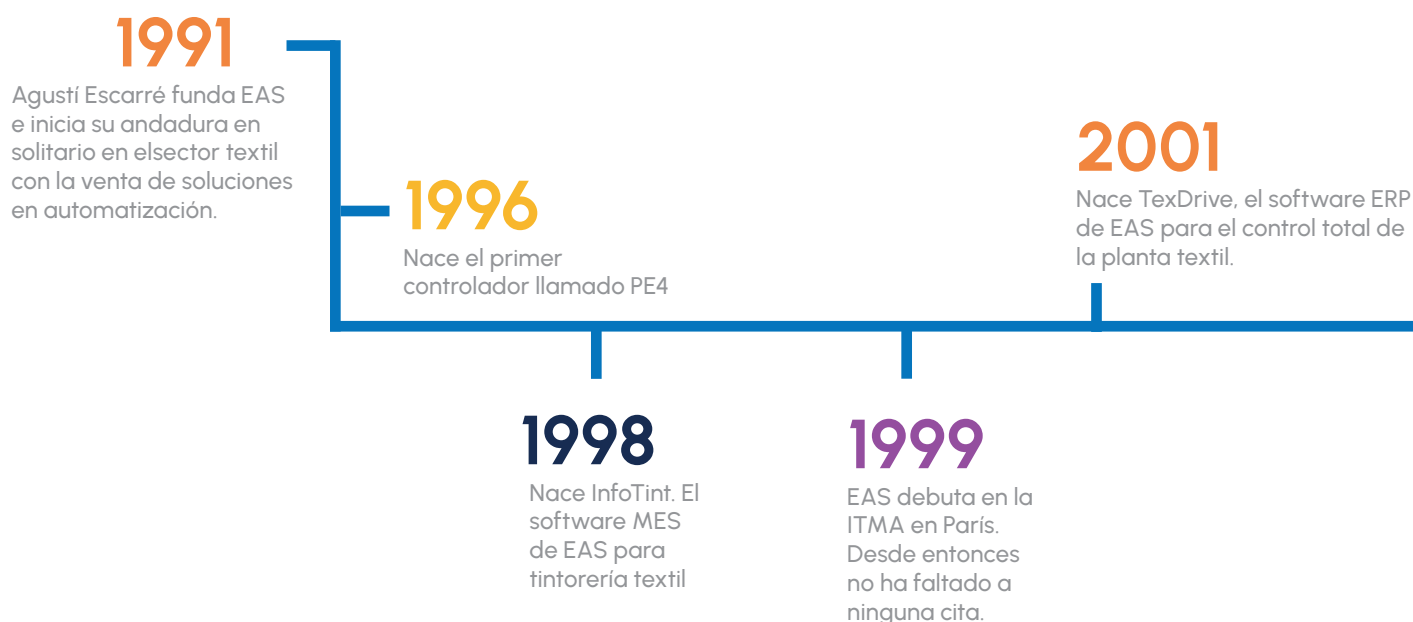 1991
Agustí Escarré funda EAS
e inicia su andadura en
solitario en elsector textil
con la venta de soluciones
en automatización.
1996
Nace el primer
controlador llamado PE4
1998
Nace InfoTint. El
software MES
de EAS para
tintorería textil
1999
EAS debuta en la
ITMA en París.
Desde entonces
no ha faltado a
ninguna cita.
2001
Nace TexDrive, el software ERP
de EAS para el control total de
la planta textil.